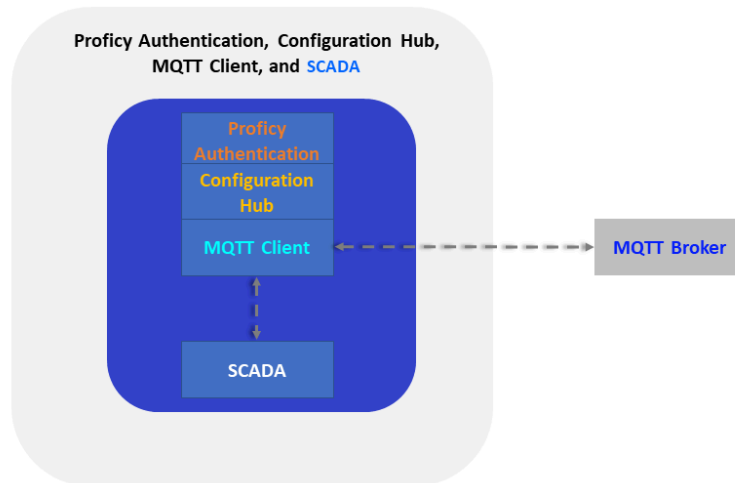 Proficy Authentication, Configuration Hub,
MQTT Client, and SCADA
Proficy
Authentication
Configuration
Hub
MQTT Client
MQTT Broker
SCADA